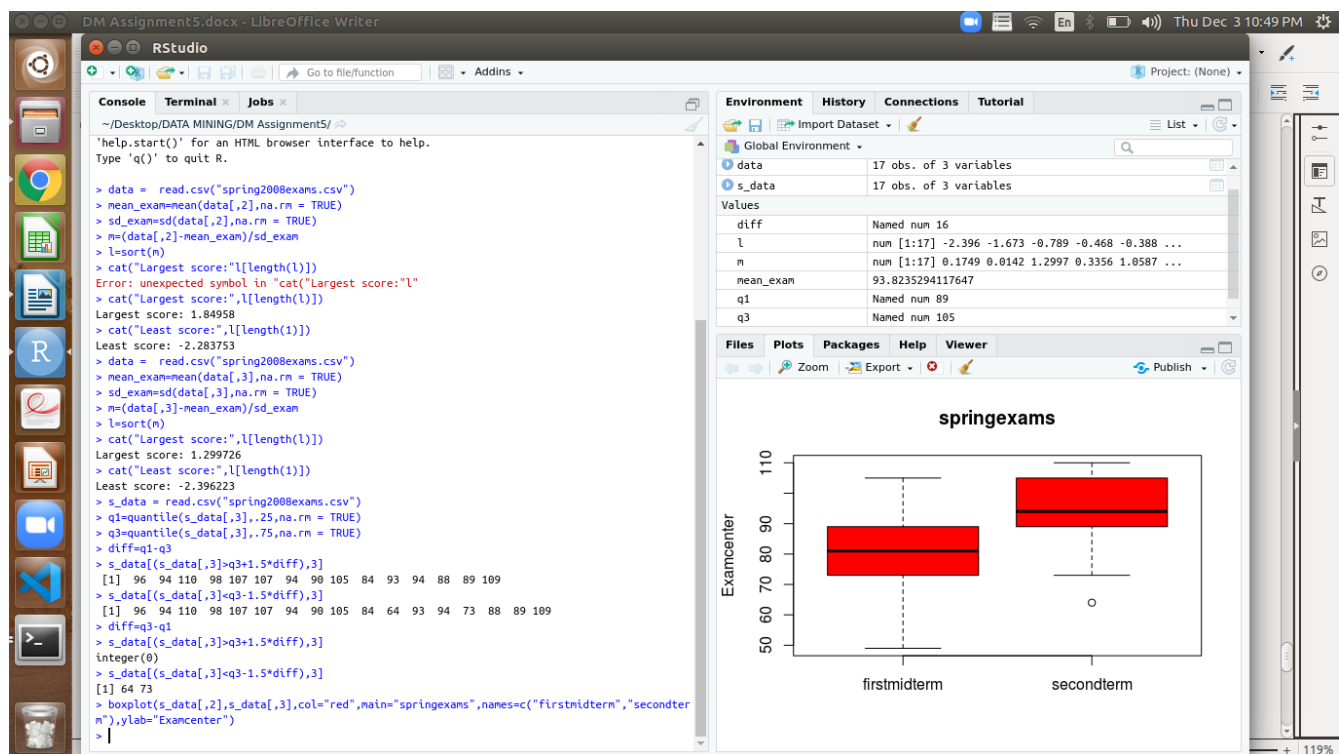 DM Assignment5.docx - LibreOffice Writer
En
Thu Dec 3 10:49 PM
RStudio
Go to file/function
Addins
Project: (None)
Console Terminal Jobs
~/Desktop/DATA MINING/DM Assignment5/
'help.start()' for an HTML browser interface to help.
Type 'q()' to quit R.
> data =  read.csv("spring2008exams.csv")
> mean_exam=mean(data[,2],na.rm = TRUE)
> sd_exam=sd(data[,2],na.rm = TRUE)
> m=(data[,2]-mean_exam)/sd_exam
> l=sort(m)
> cat("Largest score:"l[length(l)])
Error: unexpected symbol in "cat("Largest score:"l"
> cat("Largest score:",l[length(l)])
Largest score: 1.84958
> cat("Least score:",l[length(1)])
Least score: -2.283753
> data =  read.csv("spring2008exams.csv")
> mean_exam=mean(data[,3],na.rm = TRUE)
> sd_exam=sd(data[,3],na.rm = TRUE)
> m=(data[,3]-mean_exam)/sd_exam
> l=sort(m)
> cat("Largest score:",l[length(l)])
Largest score: 1.299726
> cat("Least score:",l[length(1)])
Least score: -2.396223
> s_data = read.csv("spring2008exams.csv")
> q1=quantile(s_data[,3],.25,na.rm = TRUE)
> q3=quantile(s_data[,3],.75,na.rm = TRUE)
> diff=q1-q3
> s_data[(s_data[,3]>q3+1.5*diff),3]
[1]  96  94 110  98 107 107  94  90 105  84  93  94  88  89 109
> s_data[(s_data[,3]<q3-1.5*diff),3]
[1]  96  94 110  98 107 107  94  90 105  84  64  93  94  73  88  89 109
> diff=q3-q1
> s_data[(s_data[,3]>q3+1.5*diff),3]
integer(0)
> s_data[(s_data[,3]<q3-1.5*diff),3]
[1] 64 73
> boxplot(s_data[,2],s_data[,3],col="red",main="springexams",names=c("firstmidterm","secondter
m"),ylab="Examcenter")
>
Environment History Connections Tutorial
Import Dataset
List
Global Environment
data 17 obs. of 3 variables
s_data 17 obs. of 3 variables
Values
diff Named num 16
l num [1:17] -2.396 -1.673 -0.789 -0.468 -0.388 ...
m num [1:17] 0.1749 0.0142 1.2997 0.3356 1.0587 ...
mean_exam 93.8235294117647
q1 Named num 89
q3 Named num 105
Files Plots Packages Help Viewer
Zoom Export Publish
springexams
Examcenter
110
90
80
70
60
50
firstmidterm secondterm
R
>_
119%